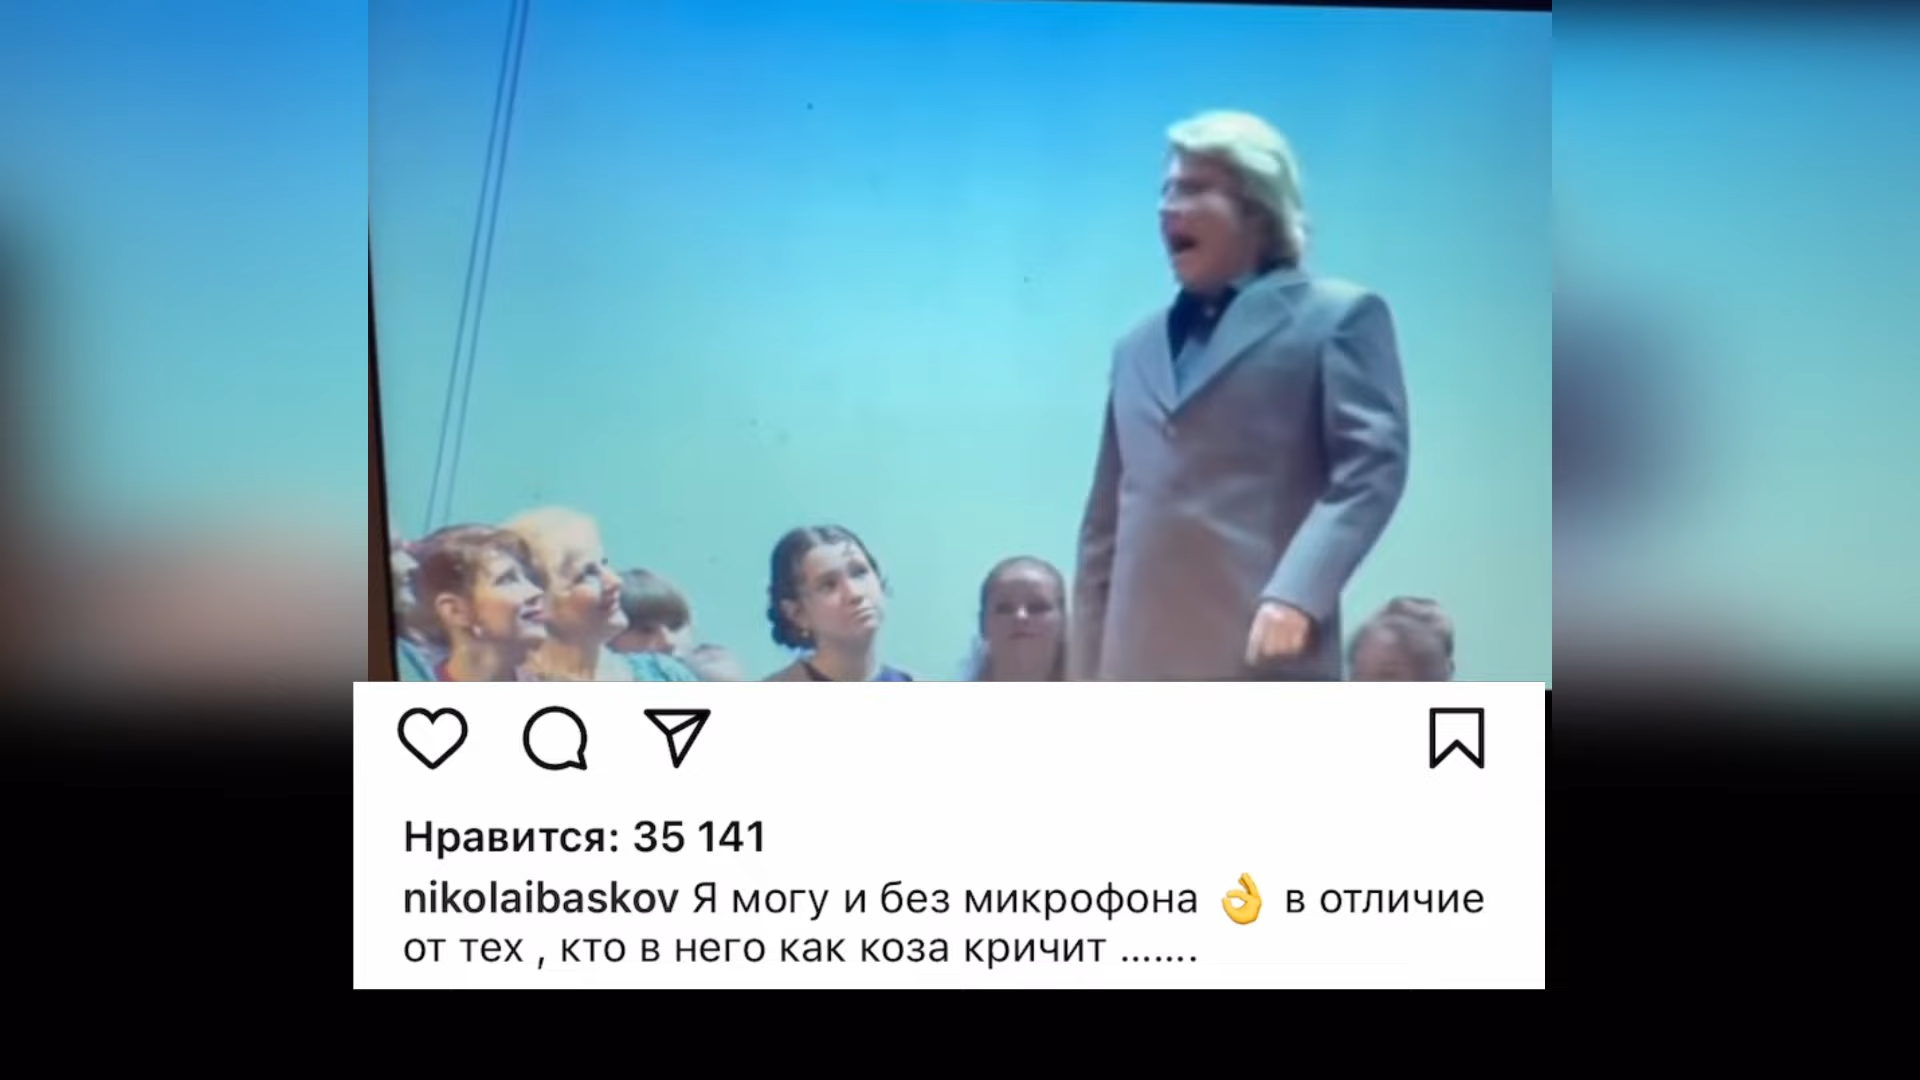 Нравится: 35 141
nikolaibaskov Я могу и без микрофона 👌 в отличие
от тех , кто в него как коза кричит .......